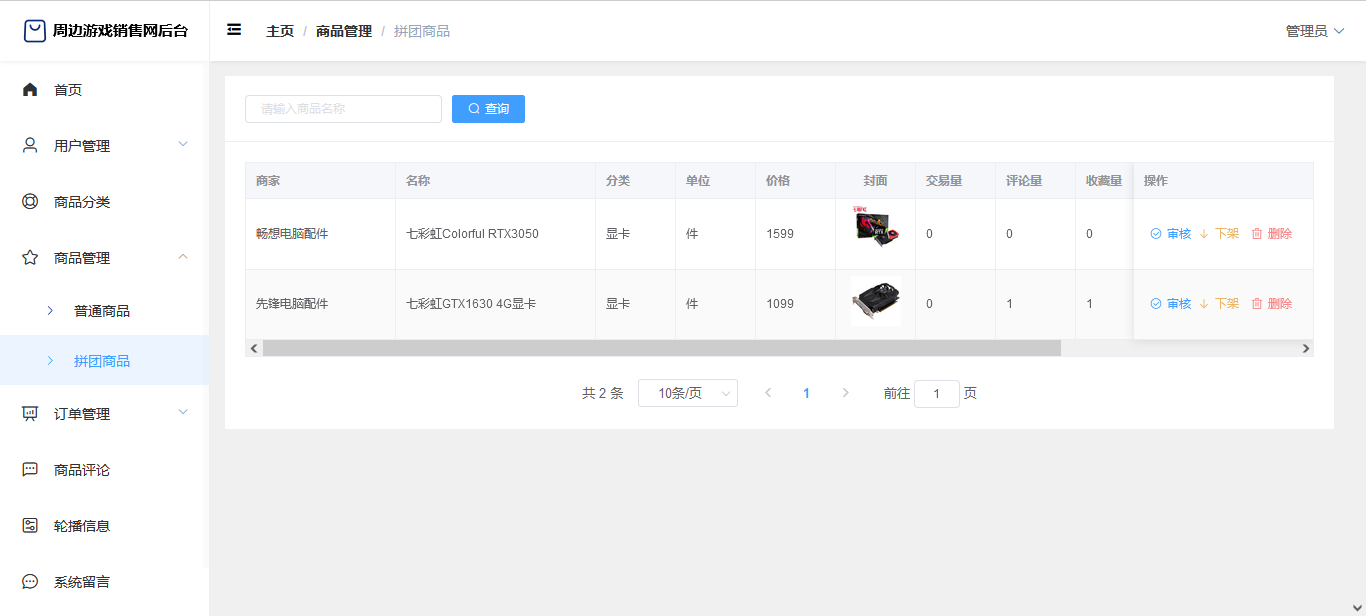 周边游戏销售网后台
主页 / 商品管理 / 拼团商品
管理员
首页
用户管理
商品分类
商品管理
普通商品
拼团商品
订单管理
商品评论
轮播信息
系统留言
请输入商品名称 查询
商家 名称 分类 单位 价格 封面 交易量 评论量 收藏量 操作
畅想电脑配件 七彩虹Colorful RTX3050 显卡 件 1599 0 0 0 审核 下架 删除
先锋电脑配件 七彩虹GTX1630 4G显卡 显卡 件 1099 0 1 1 审核 下架 删除
共 2 条 10条/页 1 前往 1 页